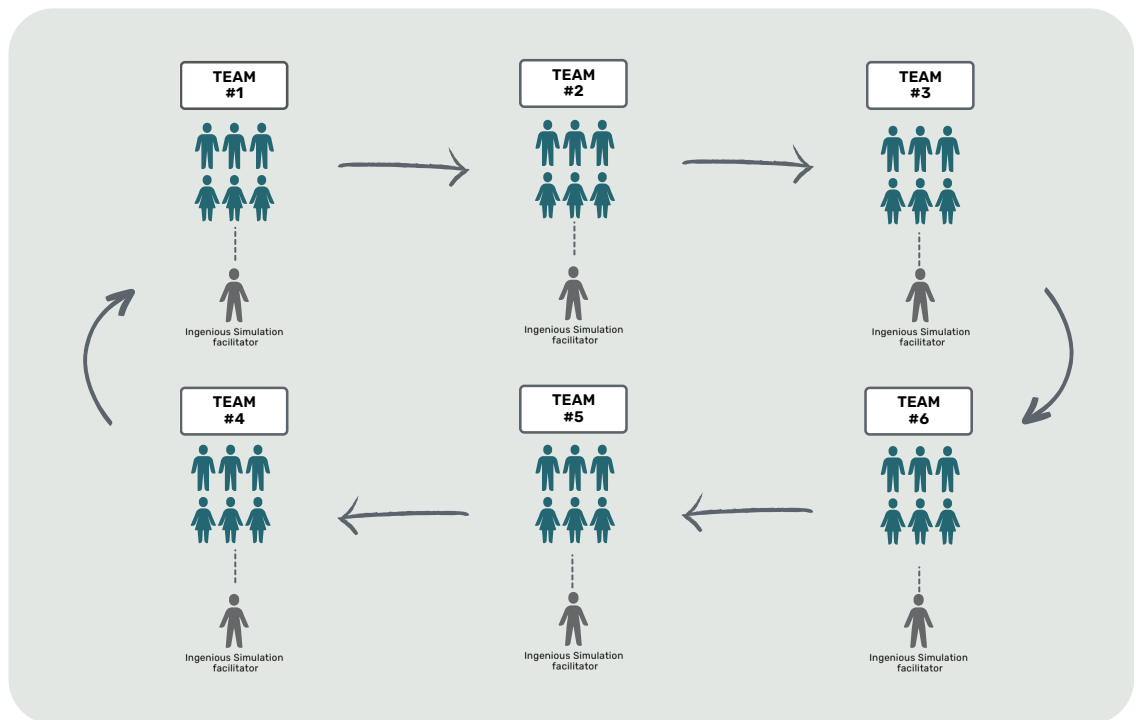 TEAM
#1
TEAM
#2
TEAM
#3
Ingenious Simulation
facilitator
Ingenious Simulation
facilitator
Ingenious Simulation
facilitator
TEAM
#4
TEAM
#5
TEAM
#6
Ingenious Simulation
facilitator
Ingenious Simulation
facilitator
Ingenious Simulation
facilitator